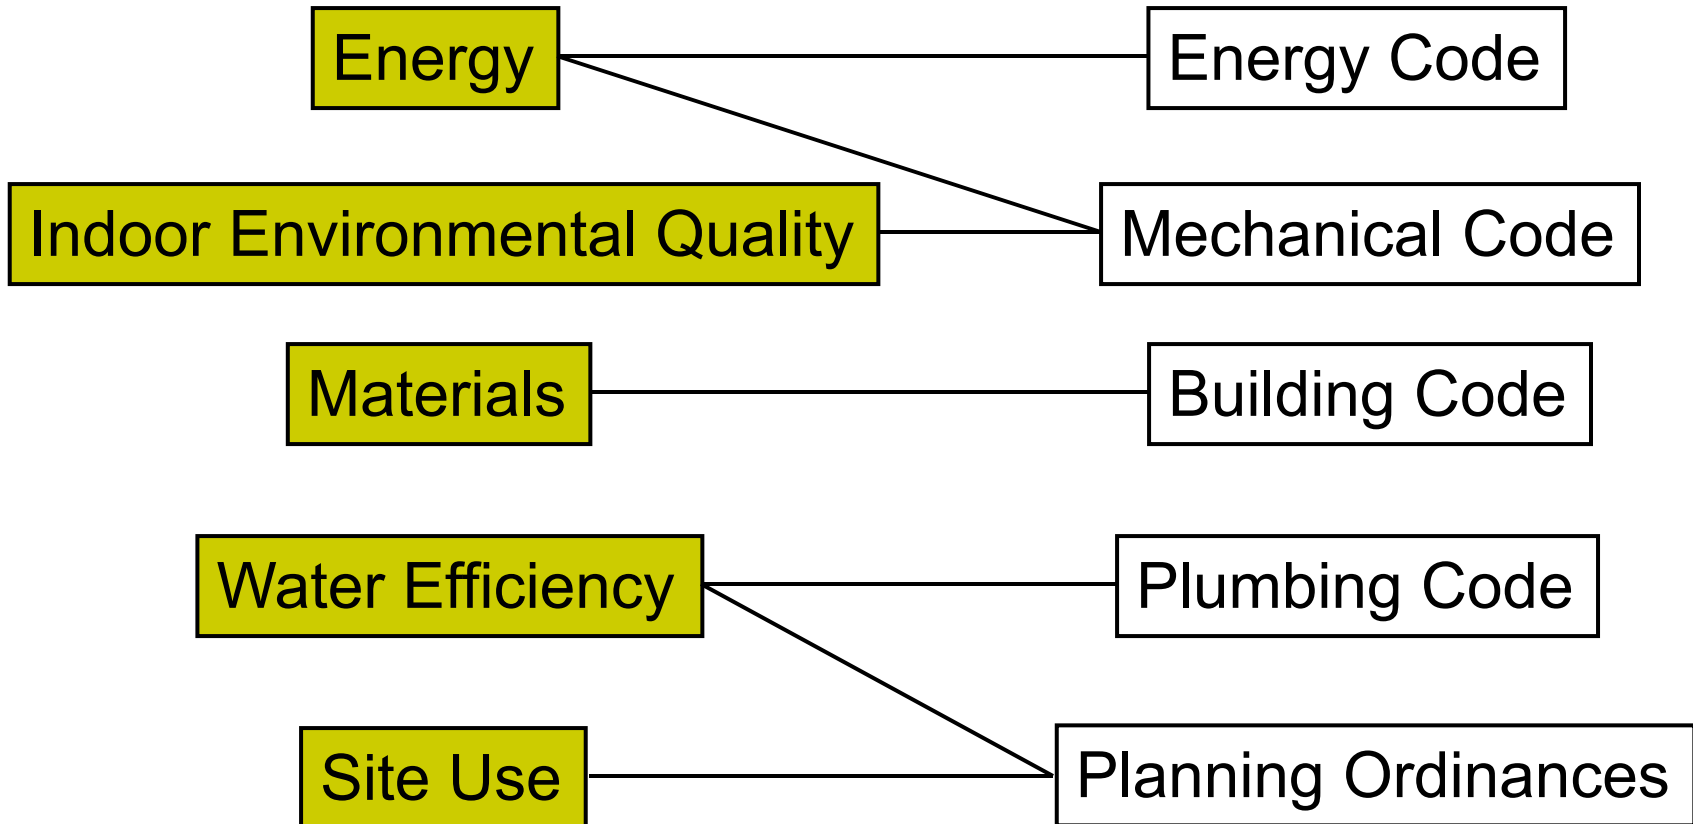 Energy
Energy Code
Indoor Environmental Quality
Mechanical Code
Materials
Building Code
Water Efficiency
Plumbing Code
Site Use
Planning Ordinances